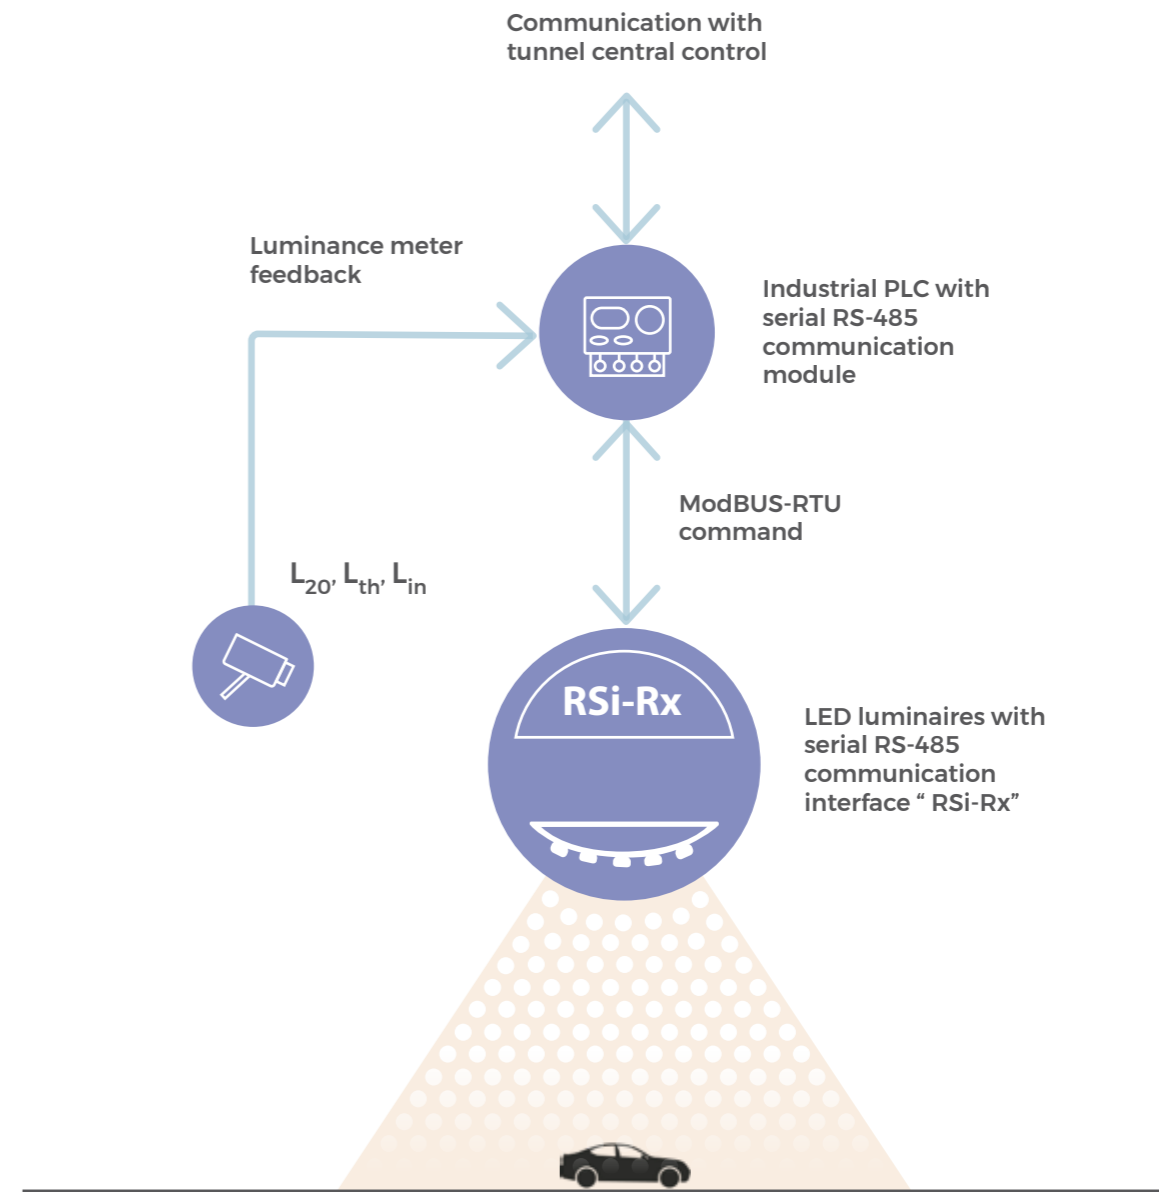 Communication with
tunnel central control
Luminance meter
feedback
Industrial PLC with
serial RS-485
communication
module
ModBUS-RTU
command
L20, Lth, Lin
RSi-Rx
LED luminaires with
serial RS-485
communication
interface “ RSi-Rx”